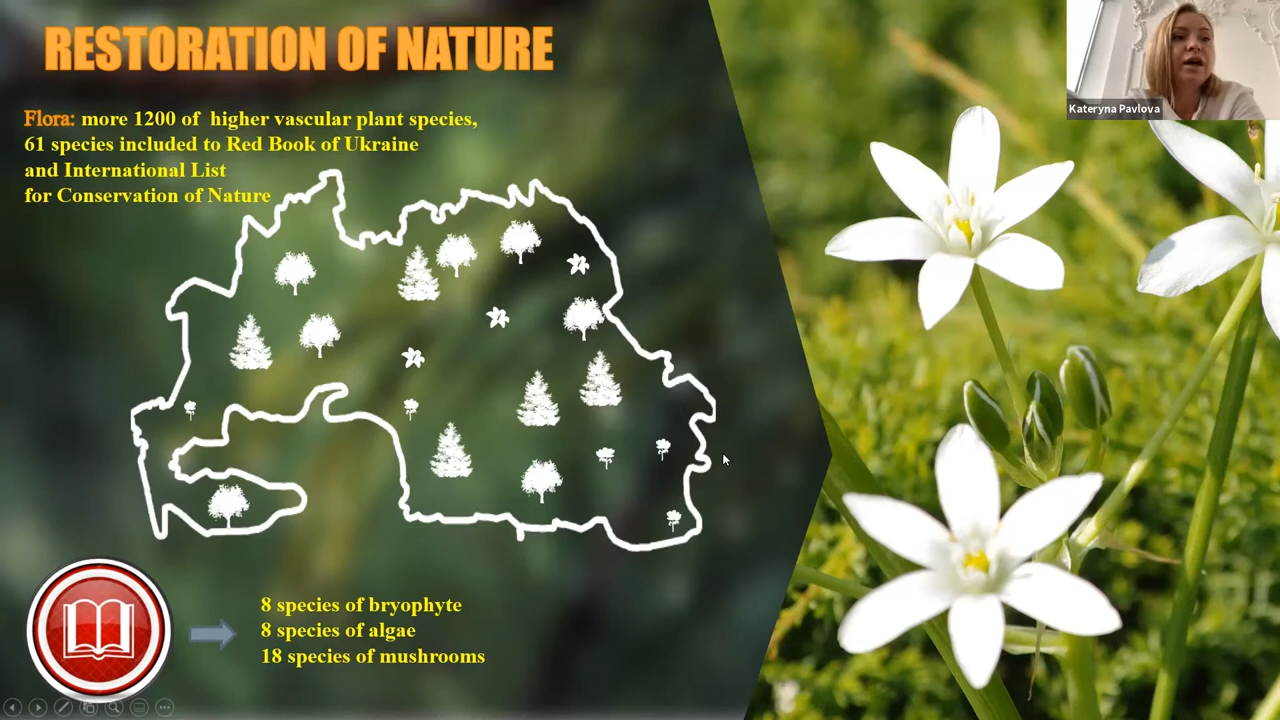 RESTORATION OF NATURE
Flora: more 1200 of higher vascular plant species,
61 species included to Red Book of Ukraine
and International List
for Conservation of Nature
8 species of bryophyte
8 species of algae
18 species of mushrooms
Kateryna Pavlova